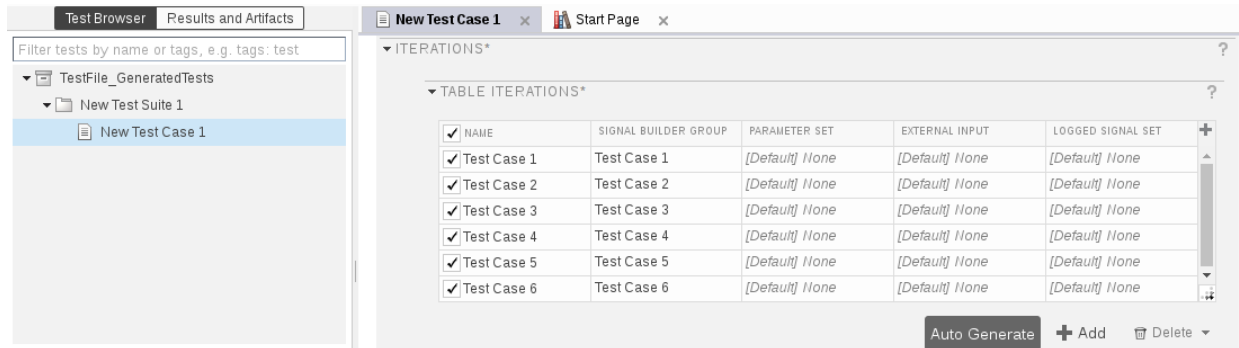 Test Browser Results and Artifacts
Filter tests by name or tags, e.g. tags: test
TestFile_GeneratedTests
New Test Suite 1
New Test Case 1
New Test Case 1 × Start Page ×
ITERATIONS* ?
TABLE ITERATIONS* ?
NAME SIGNAL BUILDER GROUP PARAMETER SET EXTERNAL INPUT LOGGED SIGNAL SET
Test Case 1 Test Case 1 [Default] None [Default] None [Default] None
Test Case 2 Test Case 2 [Default] None [Default] None [Default] None
Test Case 3 Test Case 3 [Default] None [Default] None [Default] None
Test Case 4 Test Case 4 [Default] None [Default] None [Default] None
Test Case 5 Test Case 5 [Default] None [Default] None [Default] None
Test Case 6 Test Case 6 [Default] None [Default] None [Default] None
Auto Generate Add Delete